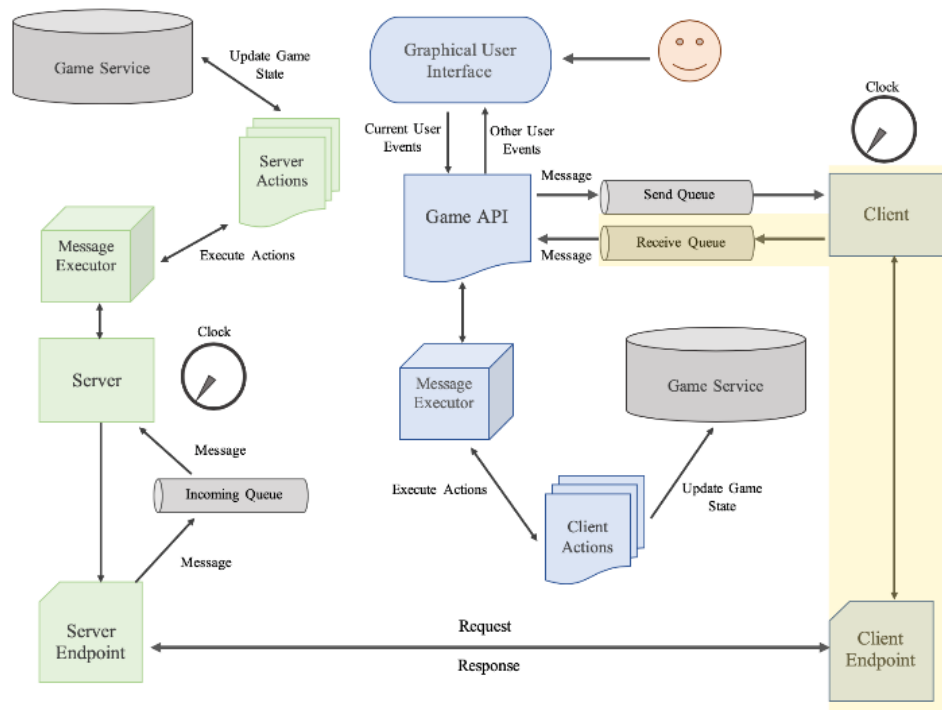 Game Service
Update Game
State
Server
Actions
Message
Executor
Execute Actions
Server
Clock
Message
Incoming Queue
Message
Server
Endpoint
Graphical User
Interface
Current User
Events
Other User
Events
Game API
Message
Send Queue
Receive Queue
Message
Clock
Client
Message
Executor
Execute Actions
Client
Actions
Update Game
State
Game Service
Request
Response
Client
Endpoint